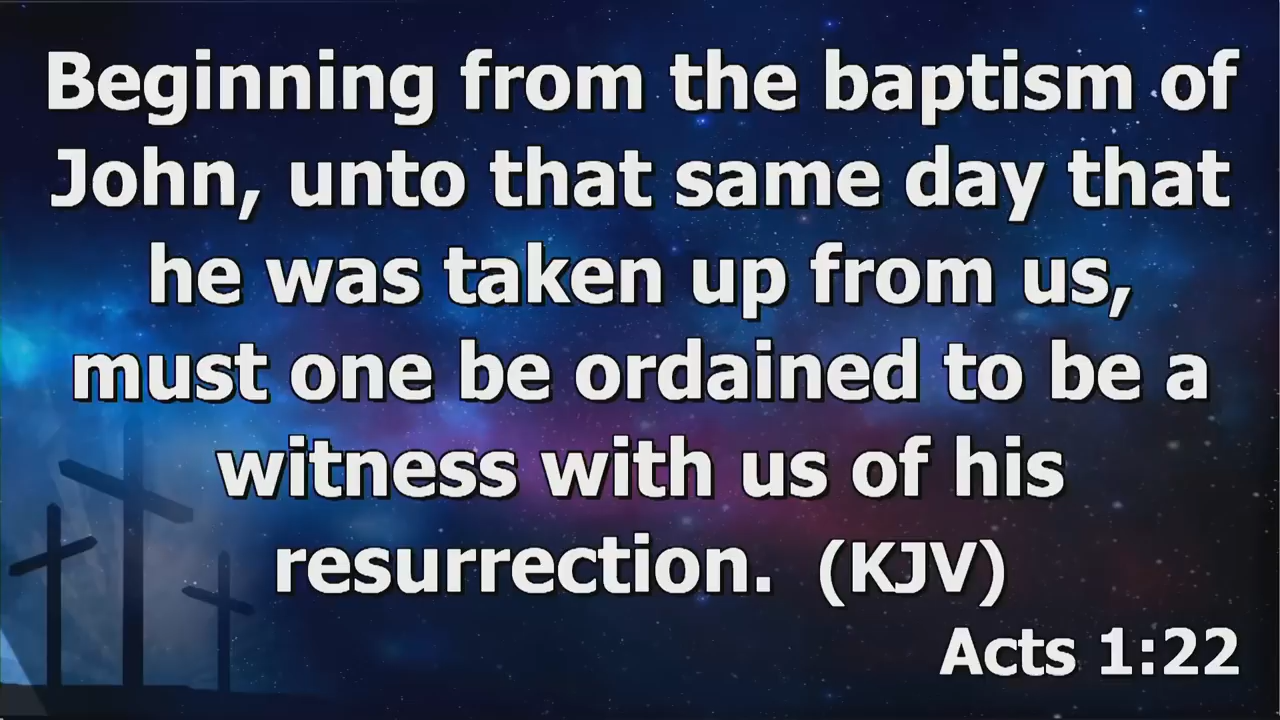 Beginning from the baptism of
John, unto that same day that
he was taken up from us,
must one be ordained to be a
witness with us of his
resurrection.  (KJV)
Acts 1:22